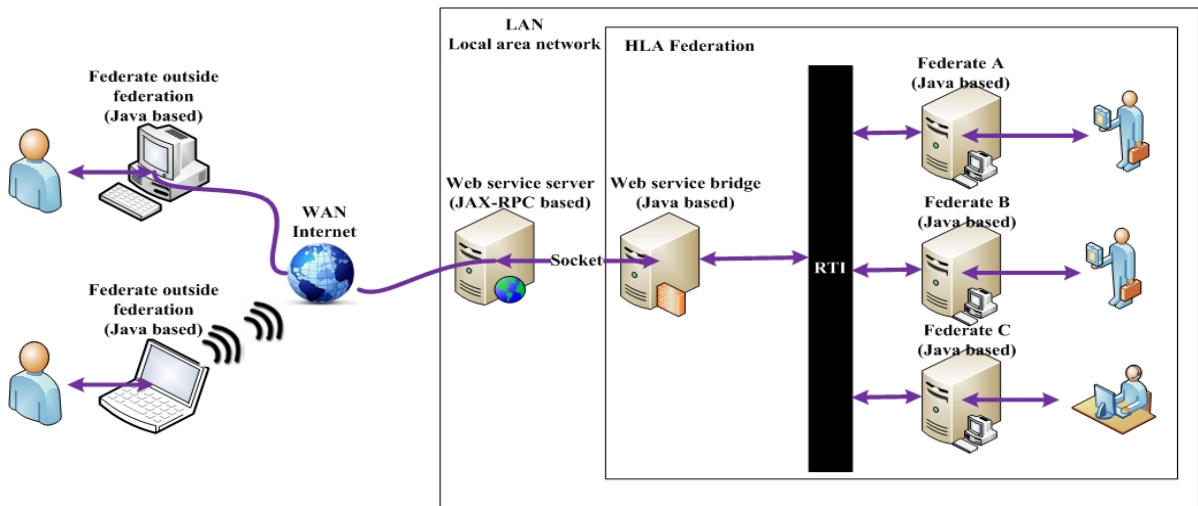 LAN
Local area network
HLA Federation
Federate outside
federation
(Java based)
WAN
Internet
Federate outside
federation
(Java based)
Web service server
(JAX-RPC based)
Socket
Web service bridge
(Java based)
RTI
Federate A
(Java based)
Federate B
(Java based)
Federate C
(Java based)